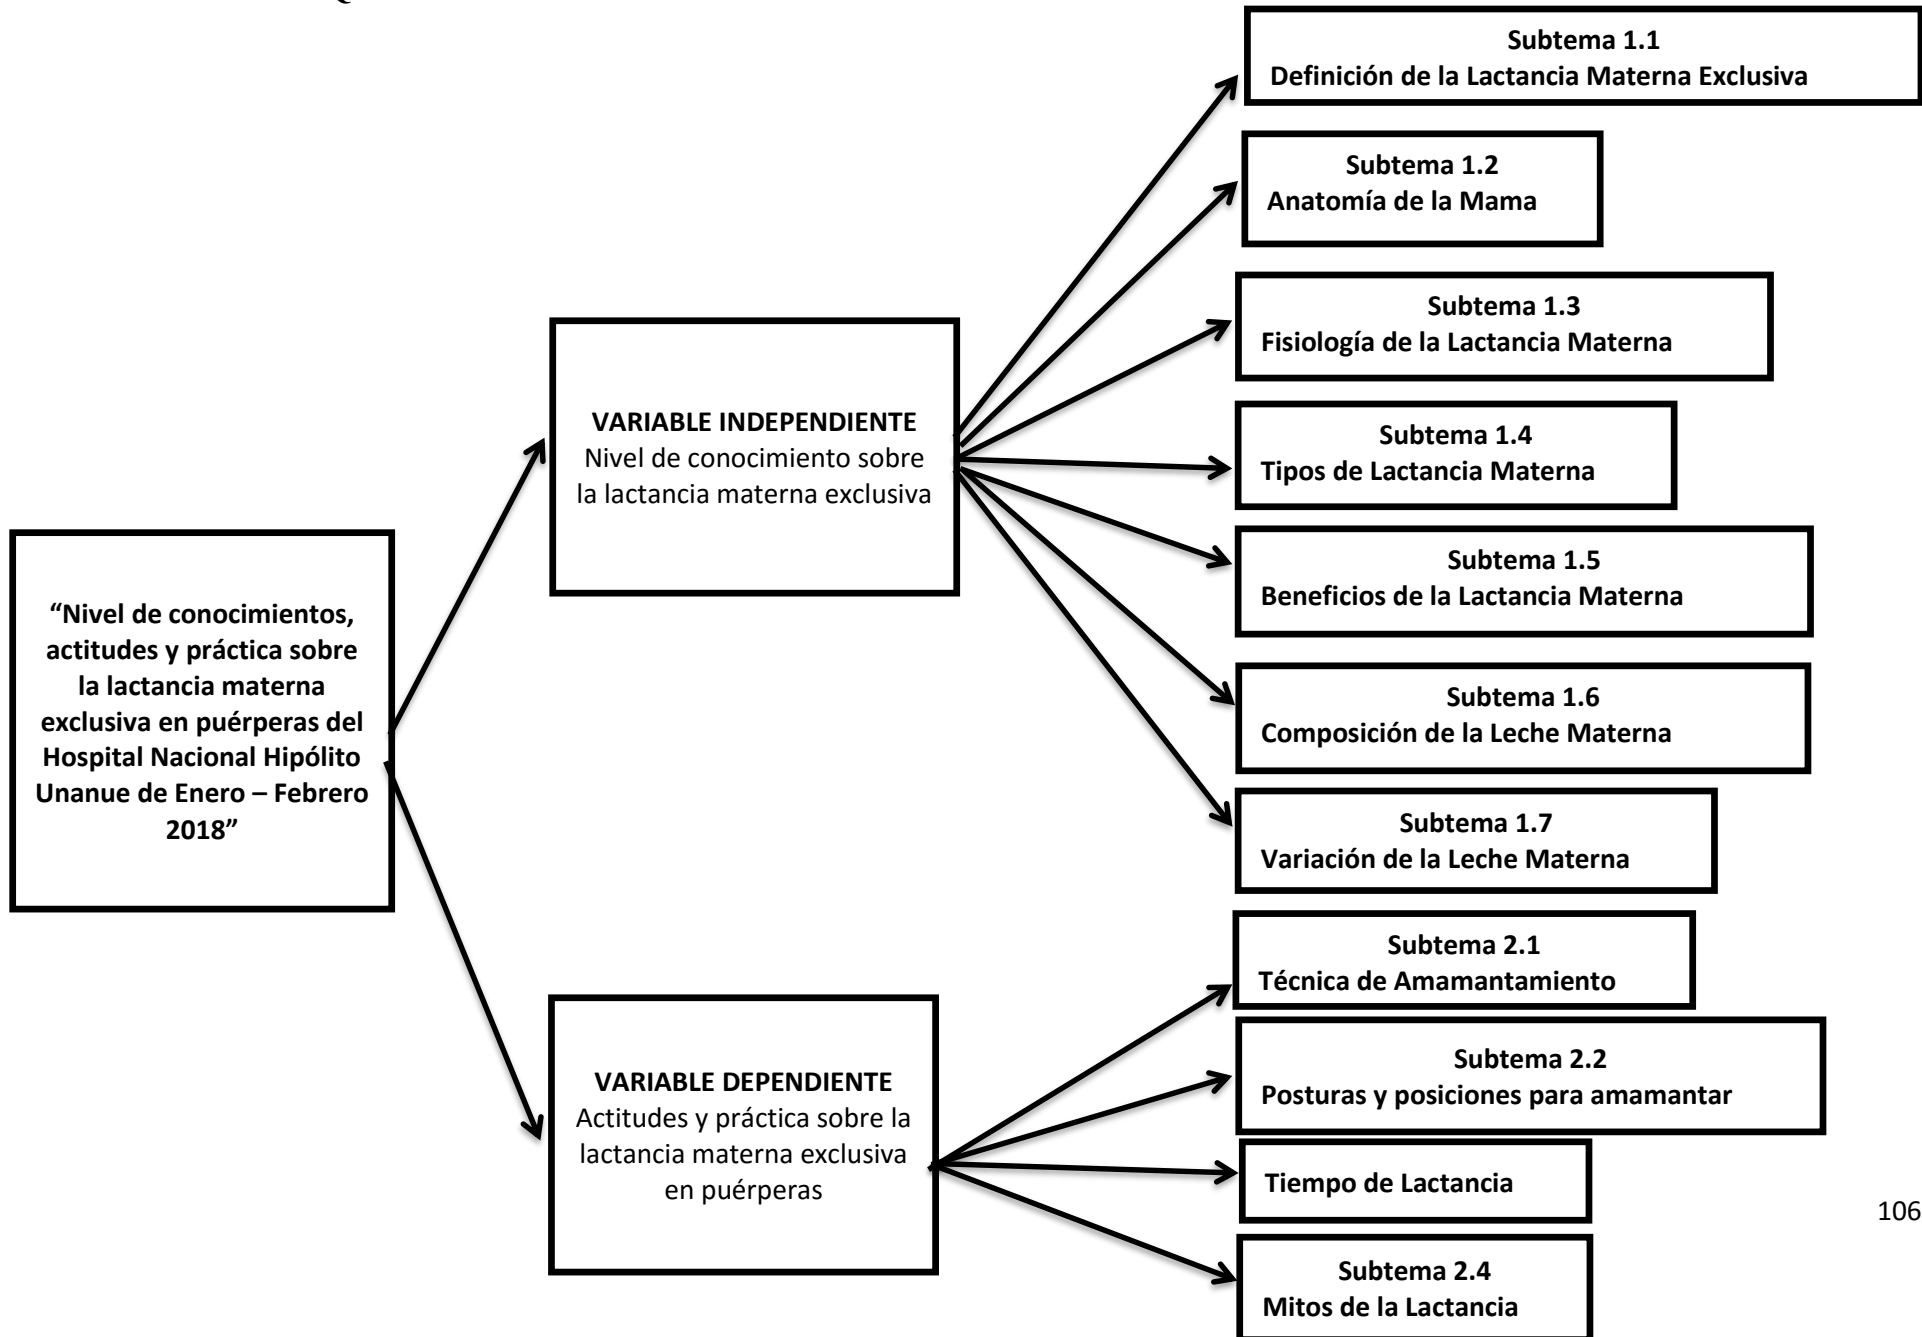 Subtema 1.1
Definición de la Lactancia Materna Exclusiva
Subtema 1.2
Anatomía de la Mama
Subtema 1.3
Fisiología de la Lactancia Materna
VARIABLE INDEPENDIENTE
Nivel de conocimiento sobre
la lactancia materna exclusiva
Subtema 1.4
Tipos de Lactancia Materna
Subtema 1.5
Beneficios de la Lactancia Materna
“Nivel de conocimientos,
actitudes y práctica sobre
la lactancia materna
exclusiva en puérperas del
Hospital Nacional Hipólito
Unanue de Enero – Febrero
2018”
Subtema 1.6
Composición de la Leche Materna
Subtema 1.7
Variación de la Leche Materna
Subtema 2.1
Técnica de Amamantamiento
VARIABLE DEPENDIENTE
Actitudes y práctica sobre la
lactancia materna exclusiva
en puérperas
Subtema 2.2
Posturas y posiciones para amamantar
Tiempo de Lactancia
Subtema 2.4
Mitos de la Lactancia
106